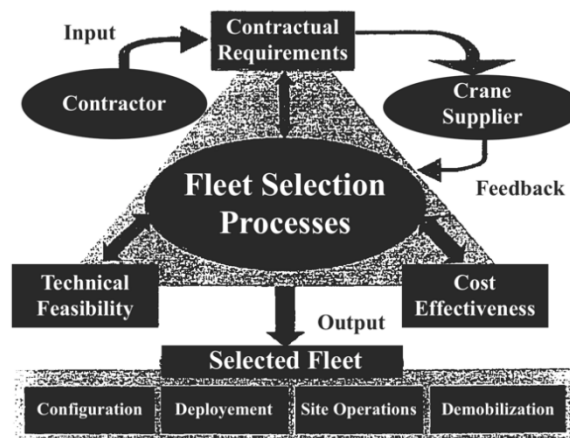 Input
Contractual
Requirements
Contractor
Crane
Supplier
Feedback
Fleet Selection
Processes
Technical
Feasibility
Cost
Effectiveness
Output
Selected Fleet
Configuration
Deployement
Site Operations
Demobilization